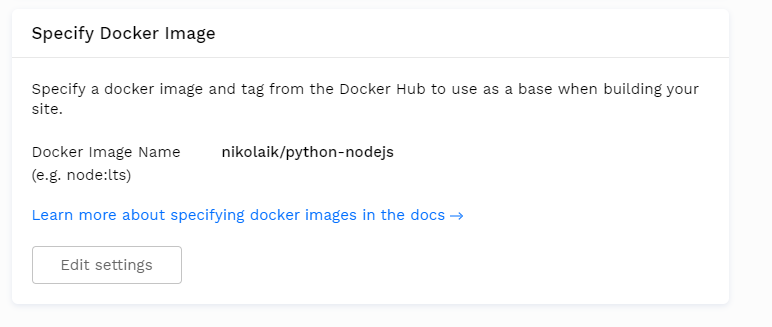 Specify Docker Image
Specify a docker image and tag from the Docker Hub to use as a base when building your
site.
Docker Image Name nikolaik/python-nodejs
(e.g. node:lts)
Learn more about specifying docker images in the docs →
Edit settings